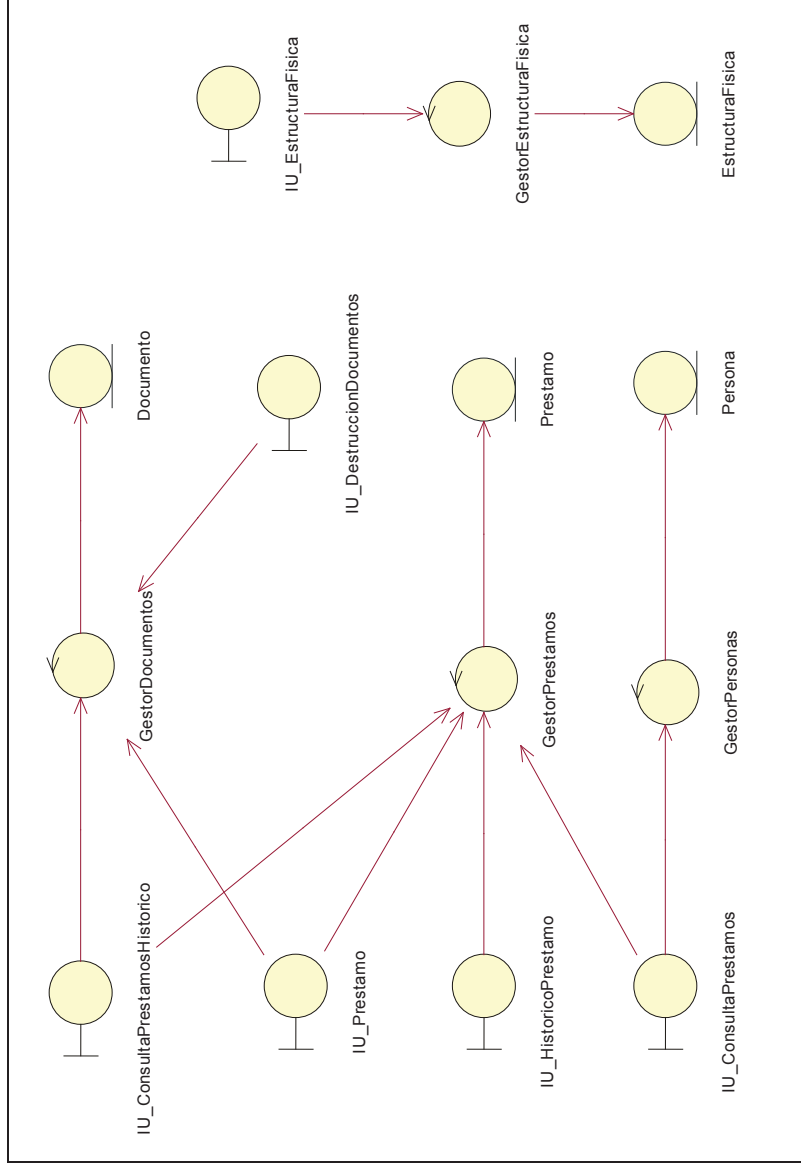 IU_ConsultaPrestamosHistorico
GestorDocumentos
Documento
IU_Prestamo
IU_DestruccionDocumentos
IU_EstructuraFisica
IU_HistoricoPrestamo
GestorPrestamos
Prestamo
GestorEstructuraFisica
IU_ConsultaPrestamos
GestorPersonas
Persona
EstructuraFisica